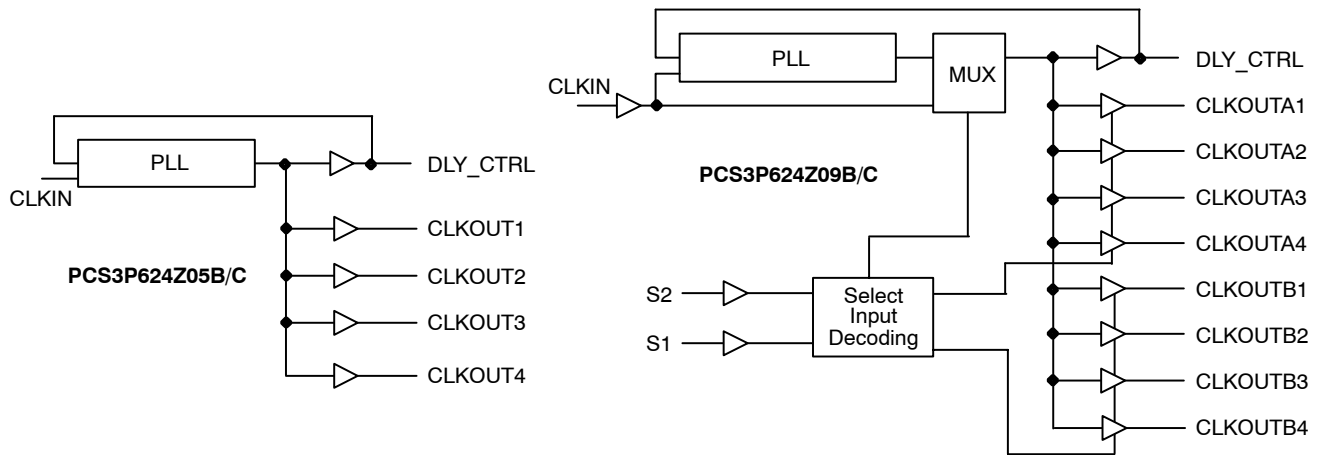 PLL
CLKIN
DLY_CTRL
CLKOUT1
CLKOUT2
CLKOUT3
CLKOUT4
PCS3P624Z05B/C
PLL
MUX
CLKIN
DLY_CTRL
CLKOUTA1
CLKOUTA2
CLKOUTA3
CLKOUTA4
CLKOUTB1
CLKOUTB2
CLKOUTB3
CLKOUTB4
PCS3P624Z09B/C
S2
S1
Select
Input
Decoding